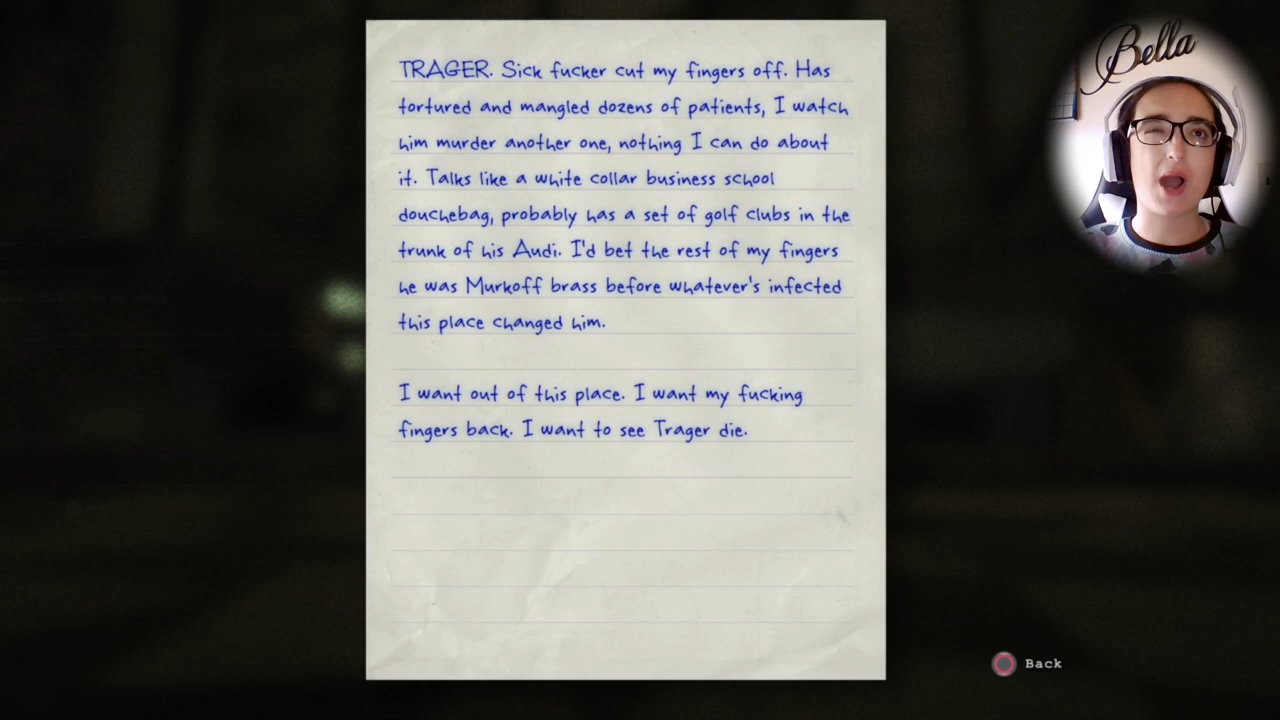 TRAGER. Sick fucker cut my fingers off. Has
tortured and mangled dozens of patients, I watch
him murder another one, nothing I can do about
it. Talks like a white collar business school
douchebag, probably has a set of golf clubs in the
trunk of his Audi. I'd bet the rest of my fingers
he was Murkoff brass before whatever's infected
this place changed him.
I want out of this place. I want my fucking
fingers back. I want to see Trager die.
Bella
Back